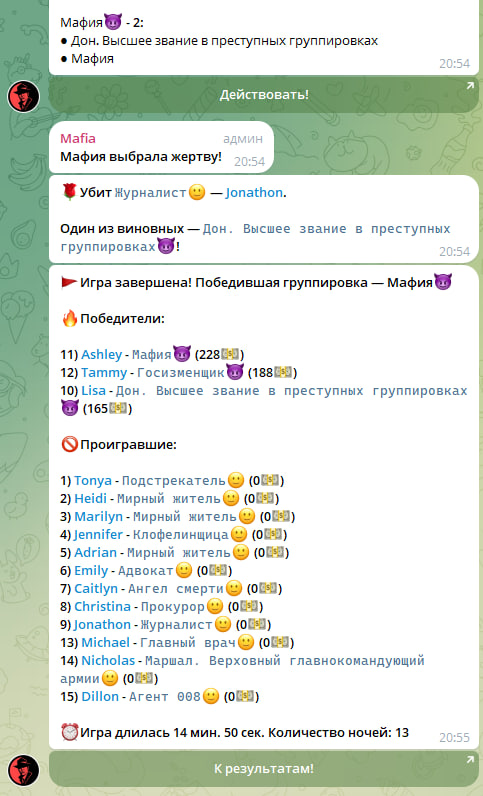 Мафия😈 - 2:
● Дон. Высшее звание в преступных группировках
● Мафия
20:54
Действовать!
Mafia админ
Мафия выбрала жертву! 20:54
🌹Убит Журналист🙂 — Jonathon.
Один из виновных — Дон. Высшее звание в преступных
группировках😈!
20:54
🚩Игра завершена! Победившая группировка — Мафия😈
🔥Победители:
11) Ashley - Мафия😈 (228💵)
12) Tammy - Госизменщик😈 (188💵)
10) Lisa - Дон. Высшее звание в преступных группировках
😈 (165💵)
🚫Проигравшие:
1) Tonya - Подстрекатель🙂 (0💵)
2) Heidi - Мирный житель🙂 (0💵)
3) Marilyn - Мирный житель🙂 (0💵)
4) Jennifer - Клофелинщица🙂 (0💵)
5) Adrian - Мирный житель🙂 (0💵)
6) Emily - Адвокат🙂 (0💵)
7) Caitlyn - Ангел смерти🙂 (0💵)
8) Christina - Прокурор🙂 (0💵)
9) Jonathon - Журналист🙂 (0💵)
13) Michael - Главный врач🙂 (0💵)
14) Nicholas - Маршал. Верховный главнокомандующий
армии🙂 (0💵)
15) Dillon - Агент 008🙂 (0💵)
⏰Игра длилась 14 мин. 50 сек. Количество ночей: 13
20:55
К результатам!